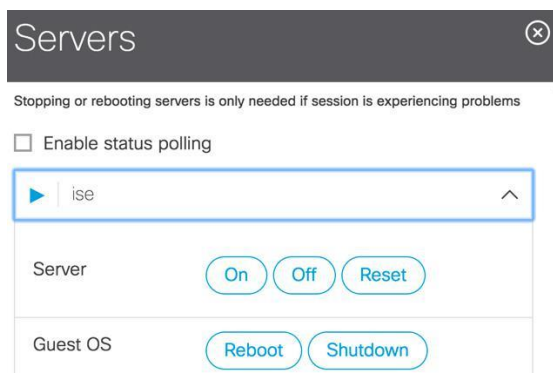 Servers
Stopping or rebooting servers is only needed if session is experiencing problems
Enable status polling
ise
Server On Off Reset
Guest OS Reboot Shutdown